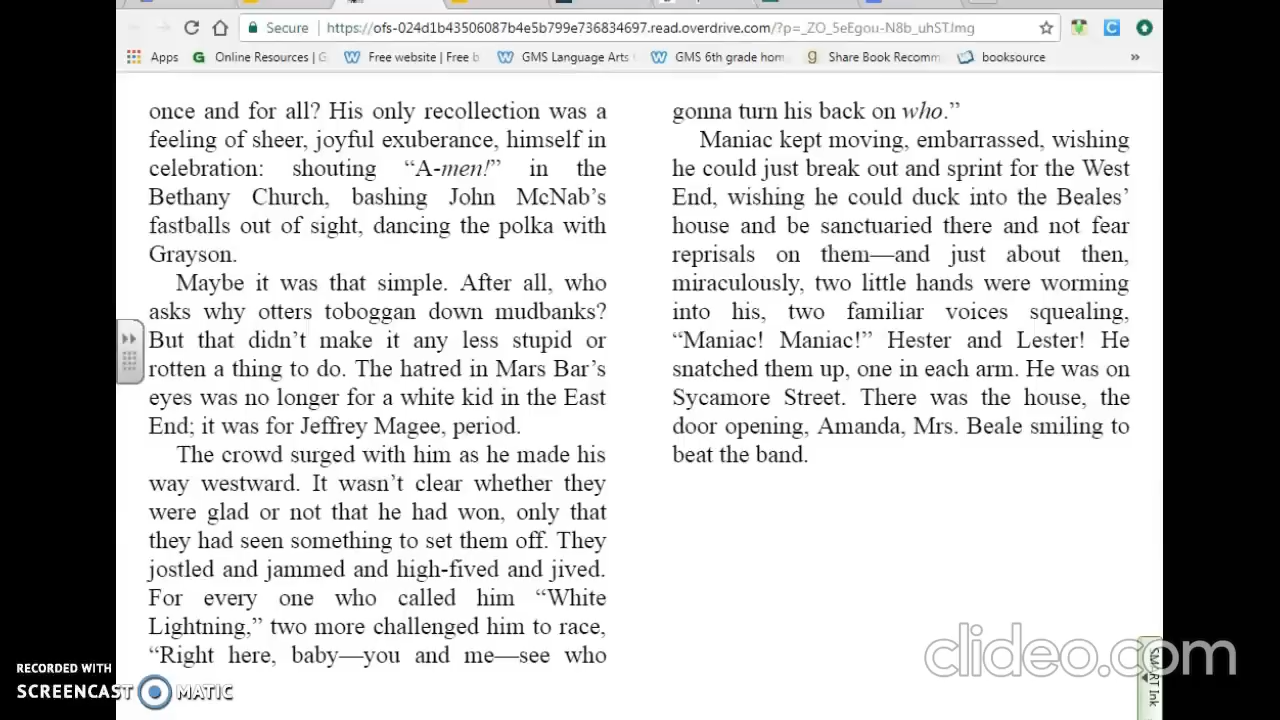 Secure
https://ofs-024d1b43506087b4e5b799e736834697.read.overdrive.com/?p=_ZO_5eEgou-N8b_uhSTJmg
Apps
Online Resources | G
Free website | Free b
GMS Language Arts
GMS 6th grade hom
Share Book Recomm
booksource
»
once and for all? His only recollection was a
feeling of sheer, joyful exuberance, himself in
celebration: shouting “A-men!” in the
Bethany Church, bashing John McNab’s
fastballs out of sight, dancing the polka with
Grayson.
Maybe it was that simple. After all, who
asks why otters toboggan down mudbanks?
But that didn’t make it any less stupid or
rotten a thing to do. The hatred in Mars Bar’s
eyes was no longer for a white kid in the East
End; it was for Jeffrey Magee, period.
The crowd surged with him as he made his
way westward. It wasn’t clear whether they
were glad or not that he had won, only that
they had seen something to set them off. They
jostled and jammed and high-fived and jived.
For every one who called him “White
Lightning,” two more challenged him to race,
“Right here, baby—you and me—see who
gonna turn his back on who.”
Maniac kept moving, embarrassed, wishing
he could just break out and sprint for the West
End, wishing he could duck into the Beales’
house and be sanctuaried there and not fear
reprisals on them—and just about then,
miraculously, two little hands were worming
into his, two familiar voices squealing,
“Maniac! Maniac!” Hester and Lester! He
snatched them up, one in each arm. He was on
Sycamore Street. There was the house, the
door opening, Amanda, Mrs. Beale smiling to
beat the band.
clideo.com
SMART Ink
RECORDED WITH
SCREENCAST MATIC